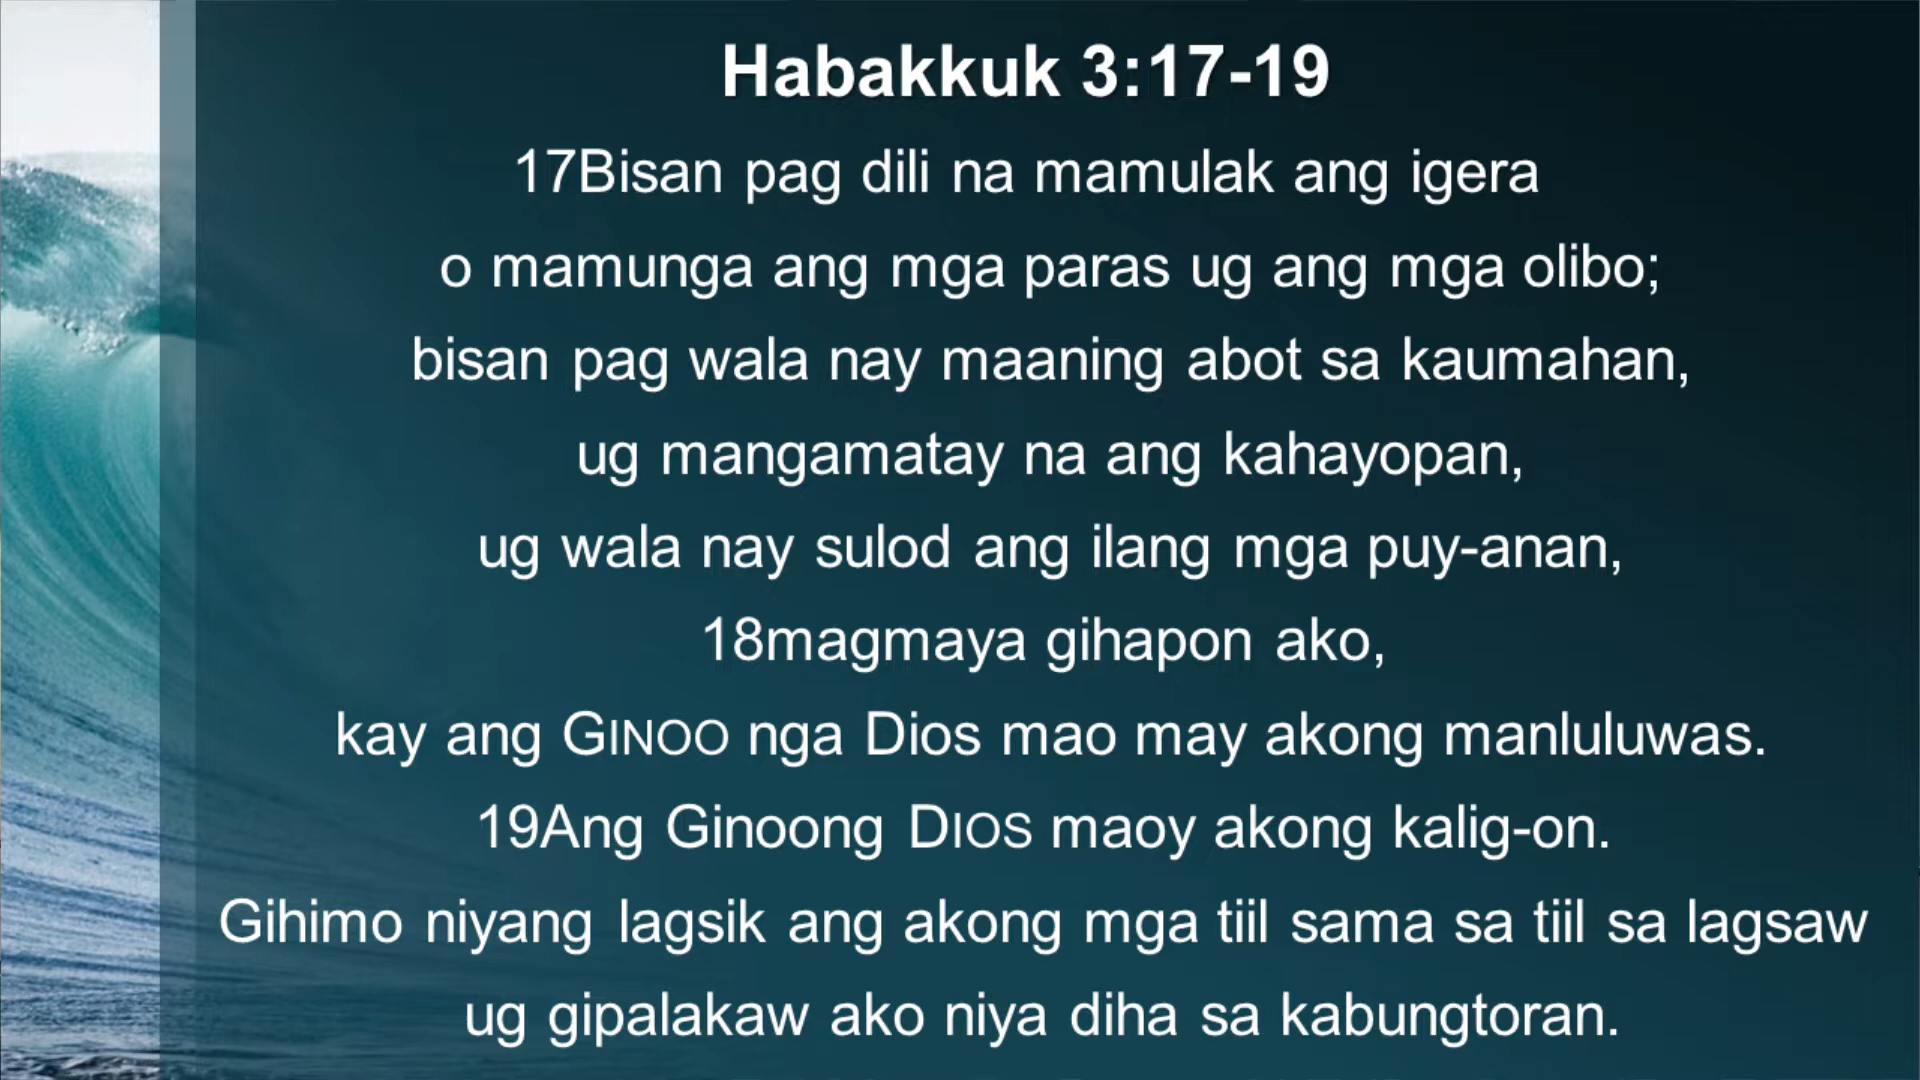 Habakkuk 3:17-19
17Bisan pag dili na mamulak ang igera
o mamunga ang mga paras ug ang mga olibo;
bisan pag wala nay maaning abot sa kaumahan,
ug mangamatay na ang kahayopan,
ug wala nay sulod ang ilang mga puy-anan,
18magmaya gihapon ako,
kay ang GINOO nga Dios mao may akong manluluwas.
19Ang Ginoong DIOS maoy akong kalig-on.
Gihimo niyang lagsik ang akong mga tiil sama sa tiil sa lagsaw
ug gipalakaw ako niya diha sa kabungtoran.